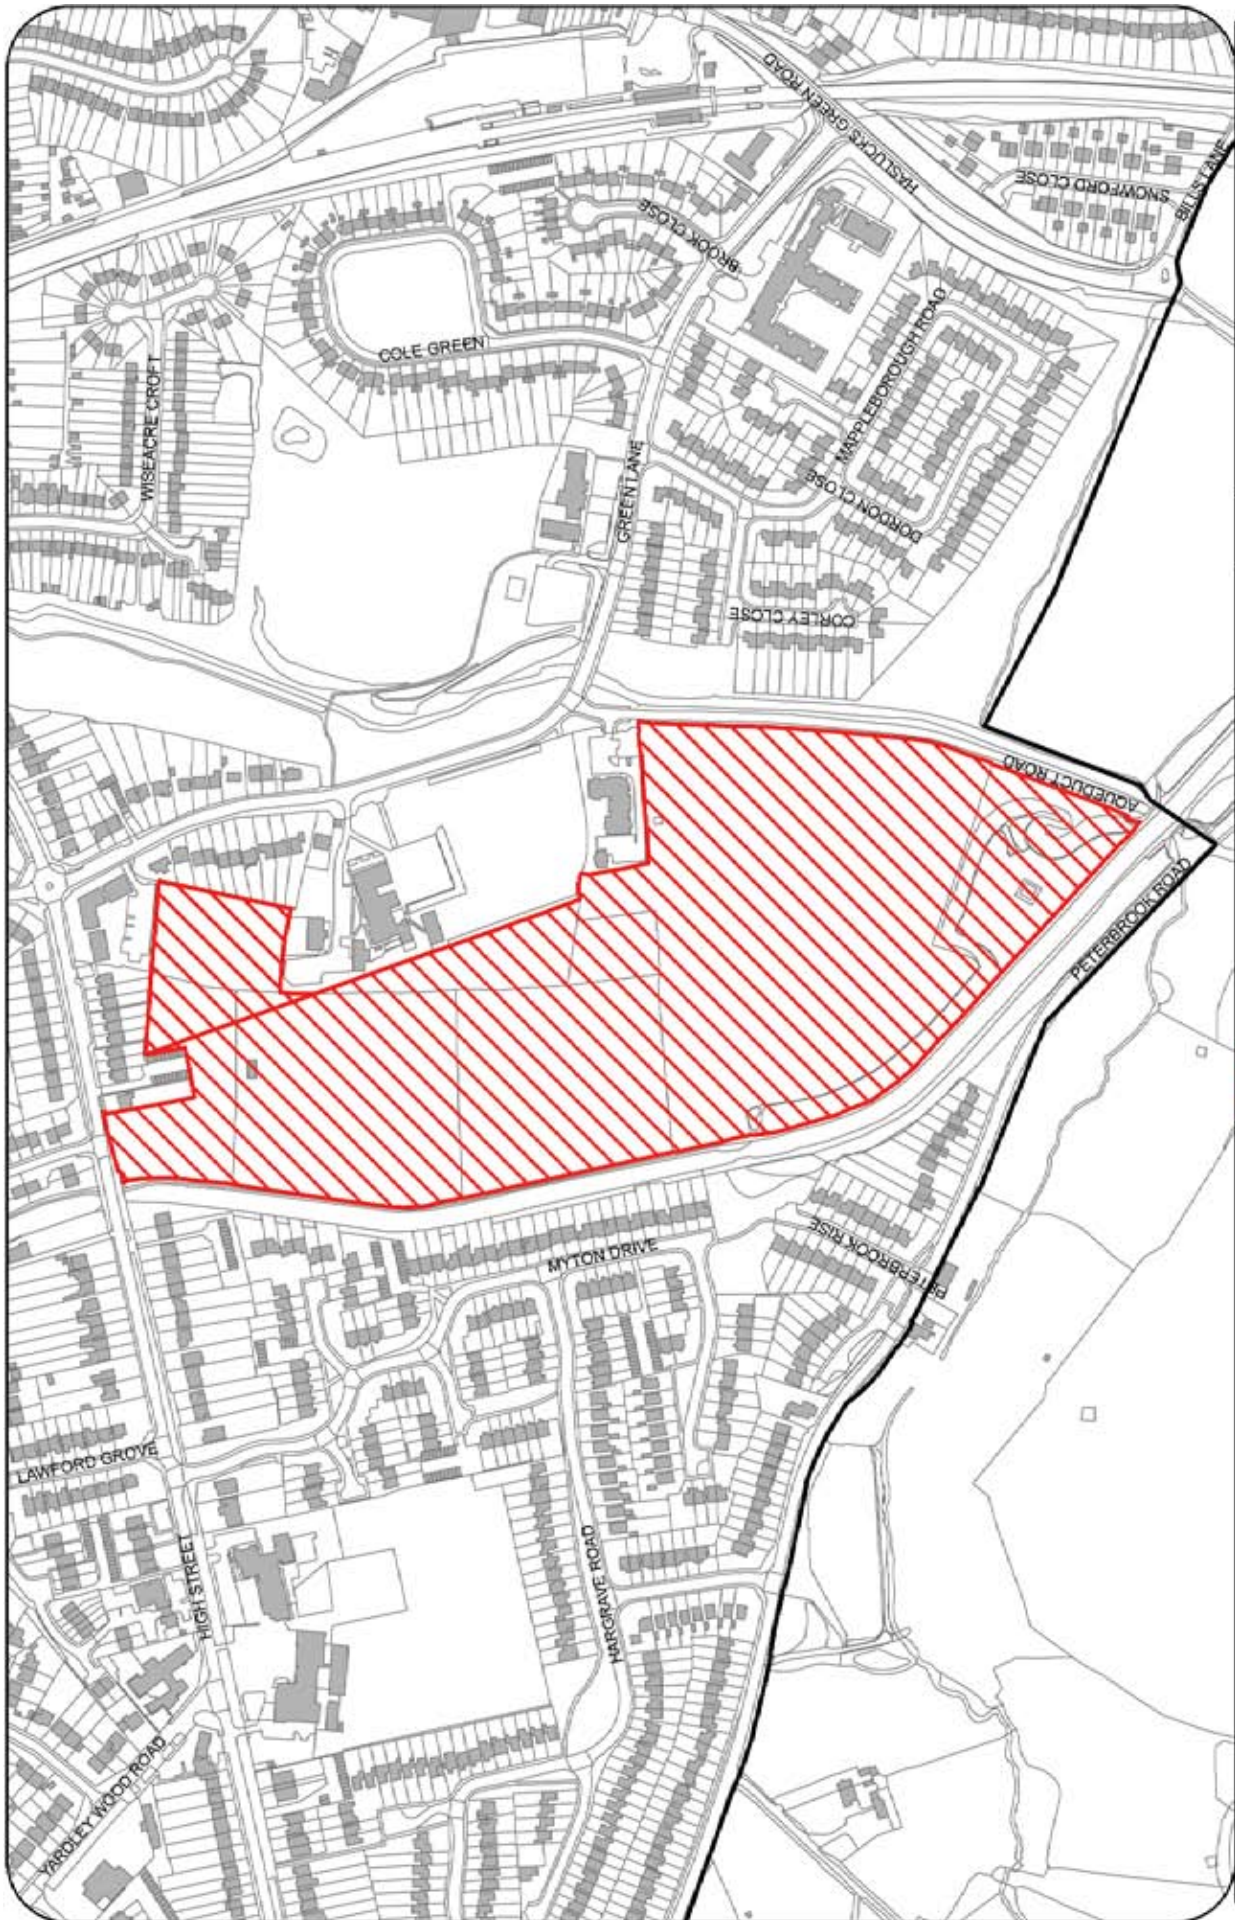 HASLUCKS GREEN ROAD
SNOWFORD CLOSE
BILLS LANE
BROOK CLOSE
COLE GREEN
WISEACRE CROFT
MAPPLEBOROUGH ROAD
GREEN LANE
DORDON CLOSE
CORLEY CLOSE
AQUEDUCT ROAD
PETERBROOK ROAD
MYTON DRIVE
PETERBROOK RISE
LAWFORD GROVE
HIGH STREET
HARGRAVE ROAD
YARDLEY WOOD ROAD